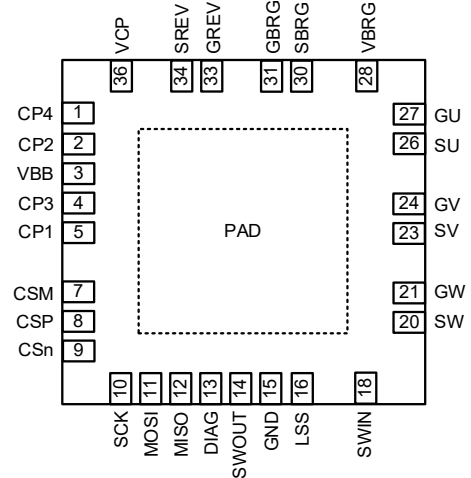 VCP
SREV
GREV
GBRG
SBRG
VBRG
36
34
33
31
30
28
CP4 1
27 GU
CP2 2
26 SU
VBB 3
CP3 4
24 GV
CP1 5
PAD
23 SV
CSM 7
21 GW
CSP 8
20 SW
CSn 9
10
11
12
13
14
15
16
18
SCK
MOSI
MISO
DIAG
SWOUT
GND
LSS
SWIN